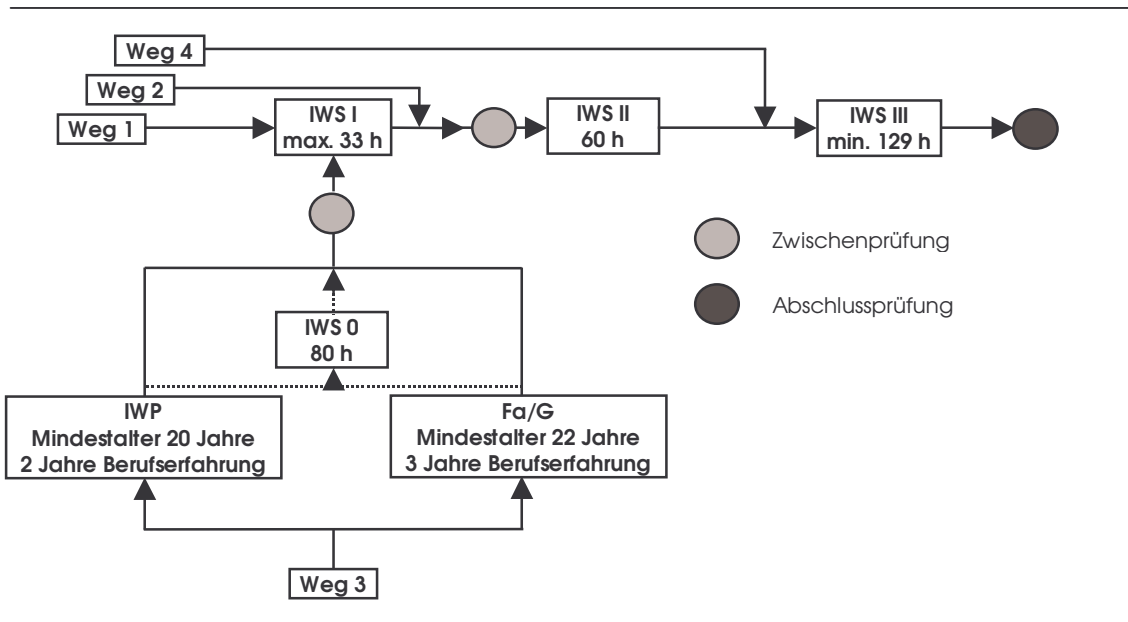 Weg 4
Weg 2
Weg 1
IWS I
max. 33 h
IWS II
60 h
IWS III
min. 129 h
Zwischenprüfung
Abschlussprüfung
IWS 0
80 h
IWP
Mindestalter 20 Jahre
2 Jahre Berufserfahrung
Fa/G
Mindestalter 22 Jahre
3 Jahre Berufserfahrung
Weg 3